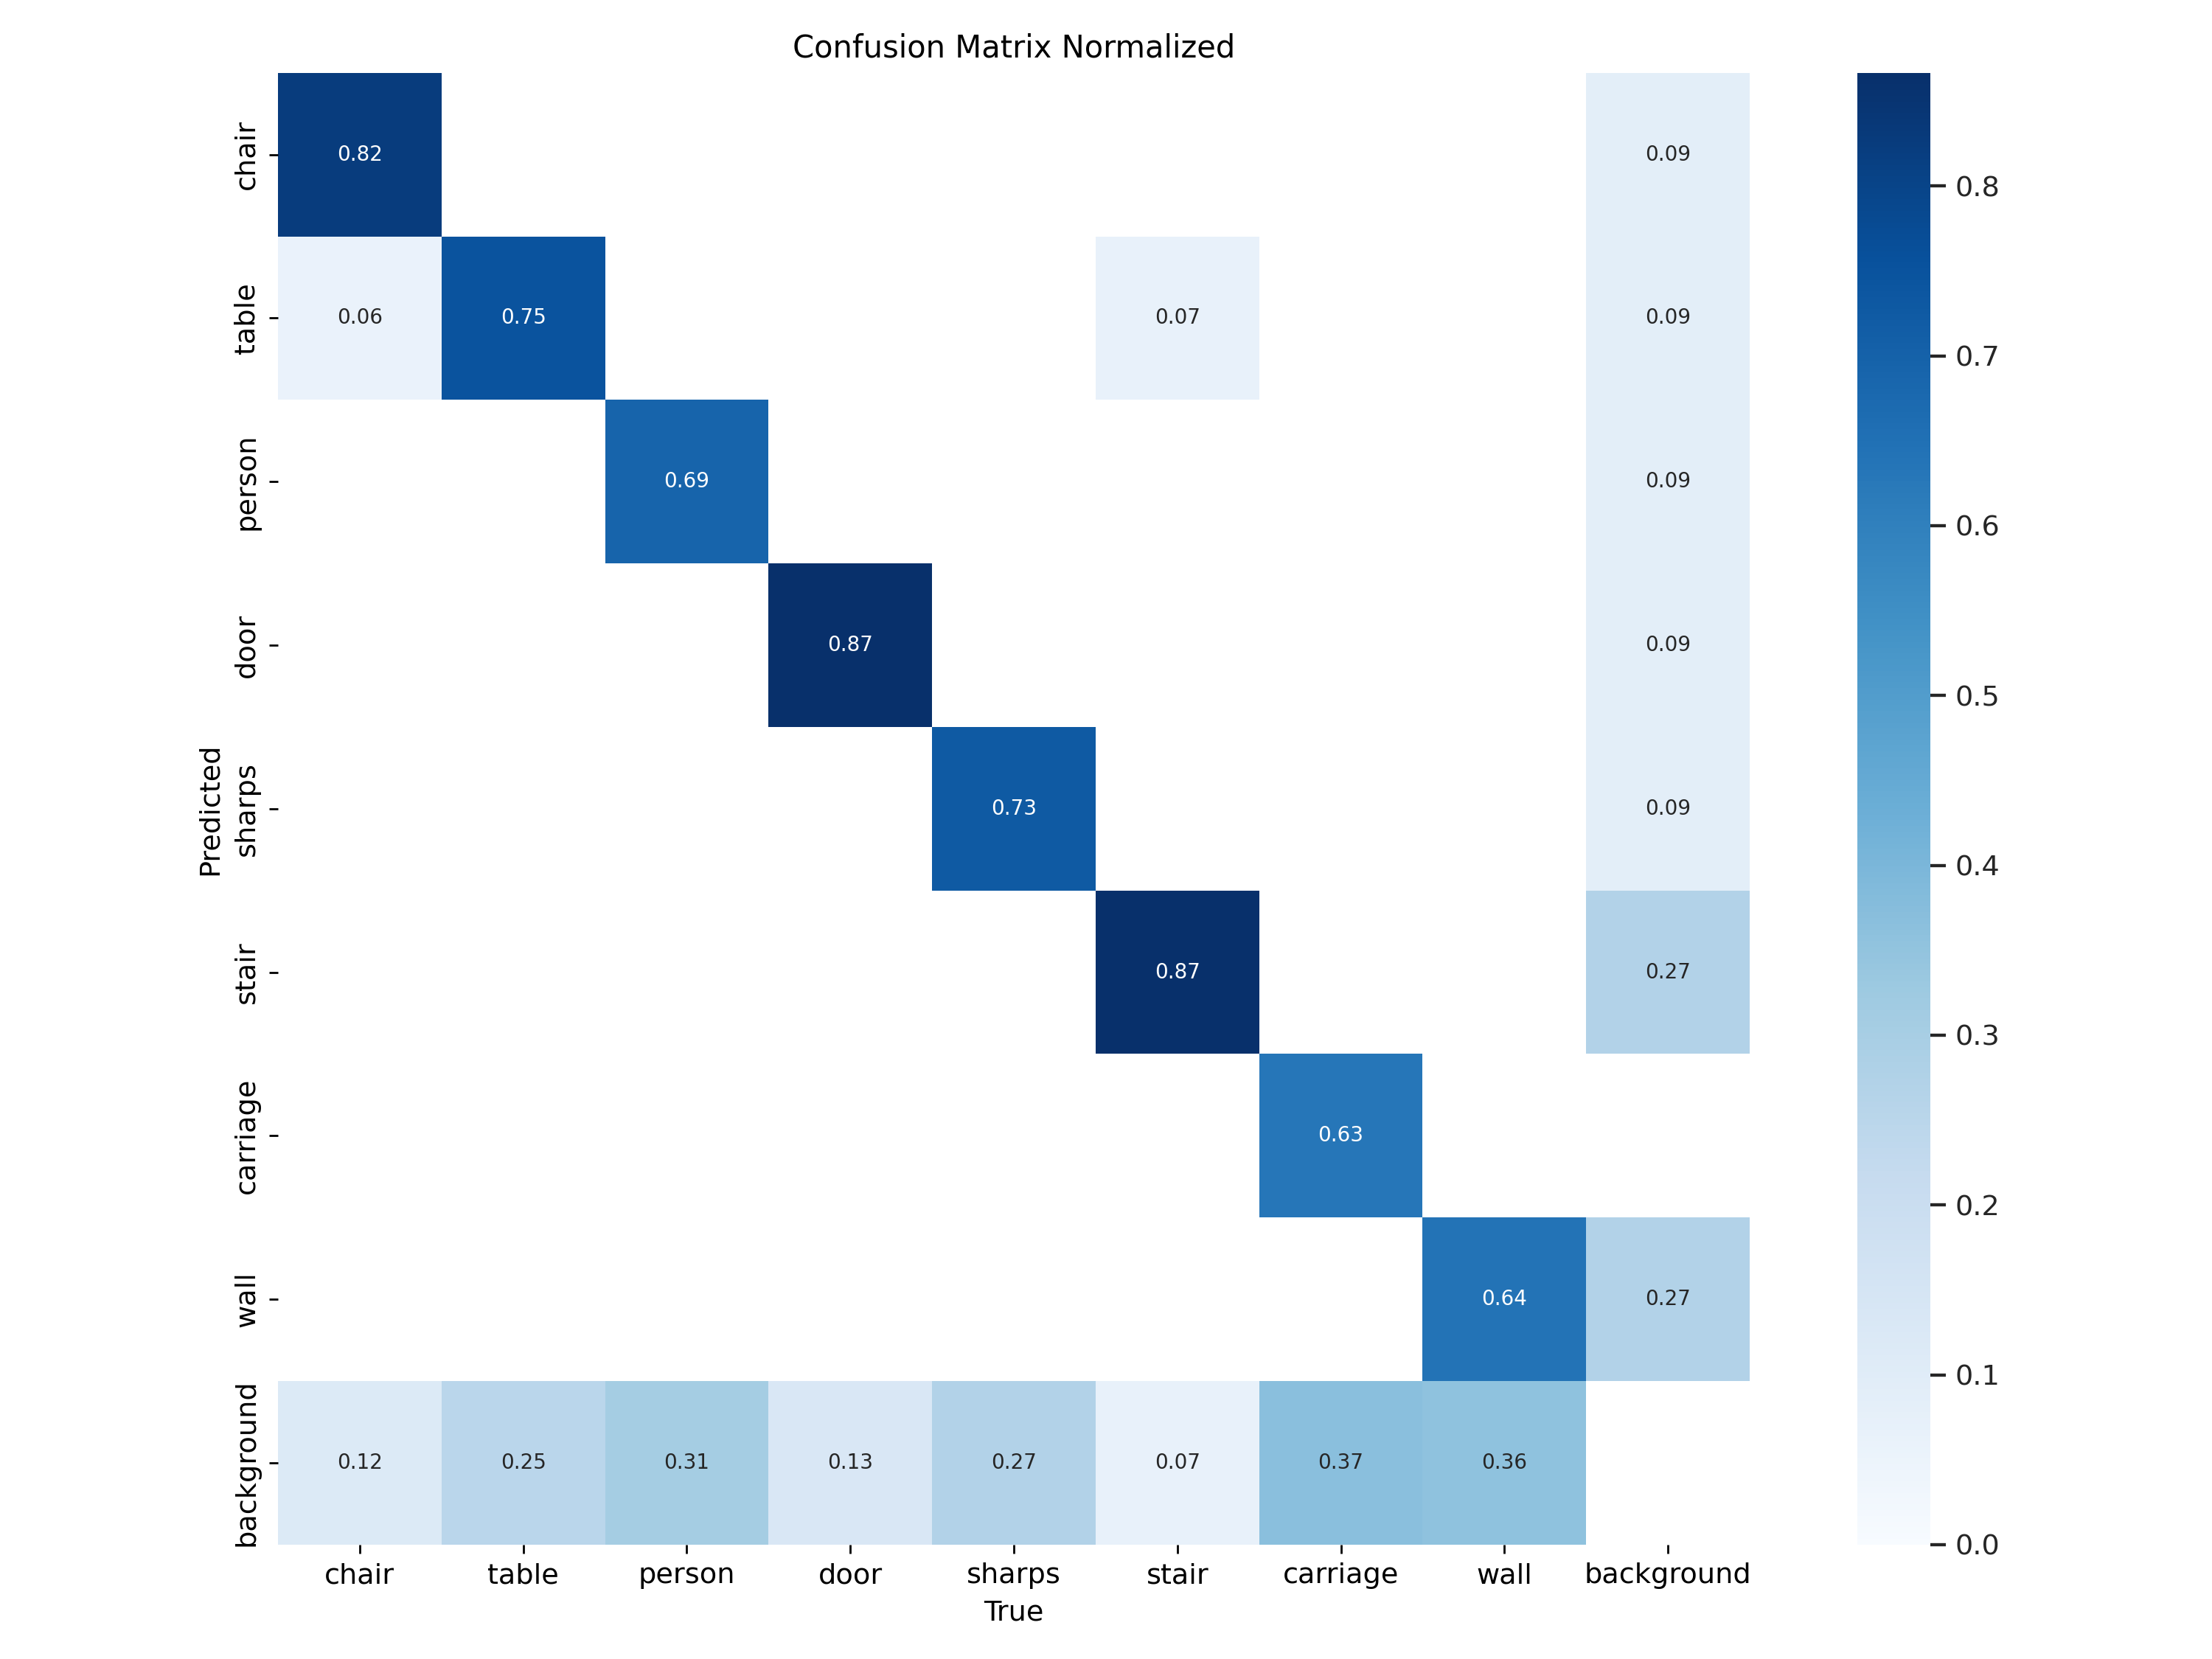 Confusion Matrix Normalized
chair
0.82
0.09
table
0.06 0.75 0.07 0.09
person
0.69 0.09
door
0.87 0.09
sharps
0.73 0.09
stair
0.87 0.27
carriage
0.63
wall
0.64 0.27
background
0.12 0.25 0.31 0.13 0.27 0.07 0.37 0.36
Predicted
chair table person door sharps stair carriage wall background
True
0.8
0.7
0.6
0.5
0.4
0.3
0.2
0.1
0.0